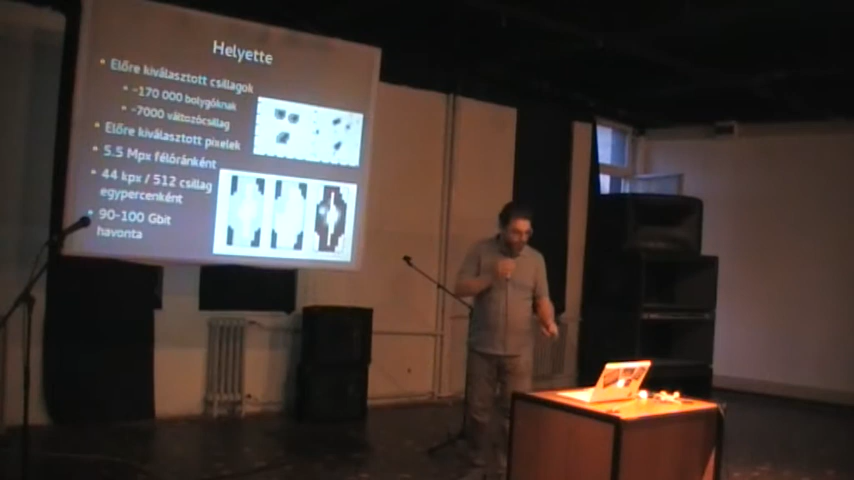 Helyette
• Előre kiválasztott csillagok
• ~170 000 bolygóknak
• ~7000 változócsillag
• Előre kiválasztott pixelek
• 5.5 Mpx félóránként
• 44 kpx / 512 csillag
egypercenként
• 90-100 Gbit
havonta